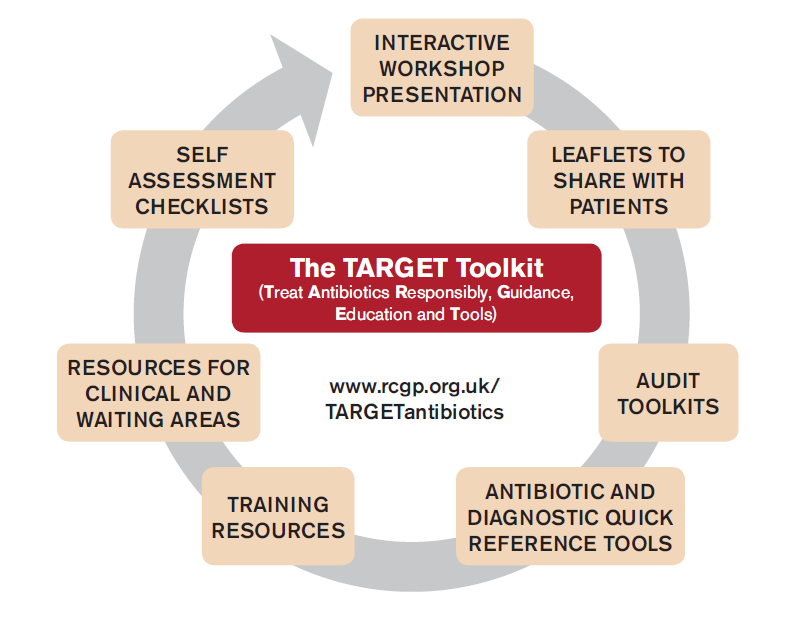 INTERACTIVE
WORKSHOP
PRESENTATION
LEAFLETS TO
SHARE WITH
PATIENTS
AUDIT
TOOLKITS
ANTIBIOTIC AND
DIAGNOSTIC QUICK
REFERENCE TOOLS
TRAINING
RESOURCES
RESOURCES FOR
CLINICAL AND
WAITING AREAS
SELF
ASSESSMENT
CHECKLISTS
The TARGET Toolkit
(Treat Antibiotics Responsibly, Guidance,
Education and Tools)
www.rcgp.org.uk/
TARGETantibiotics